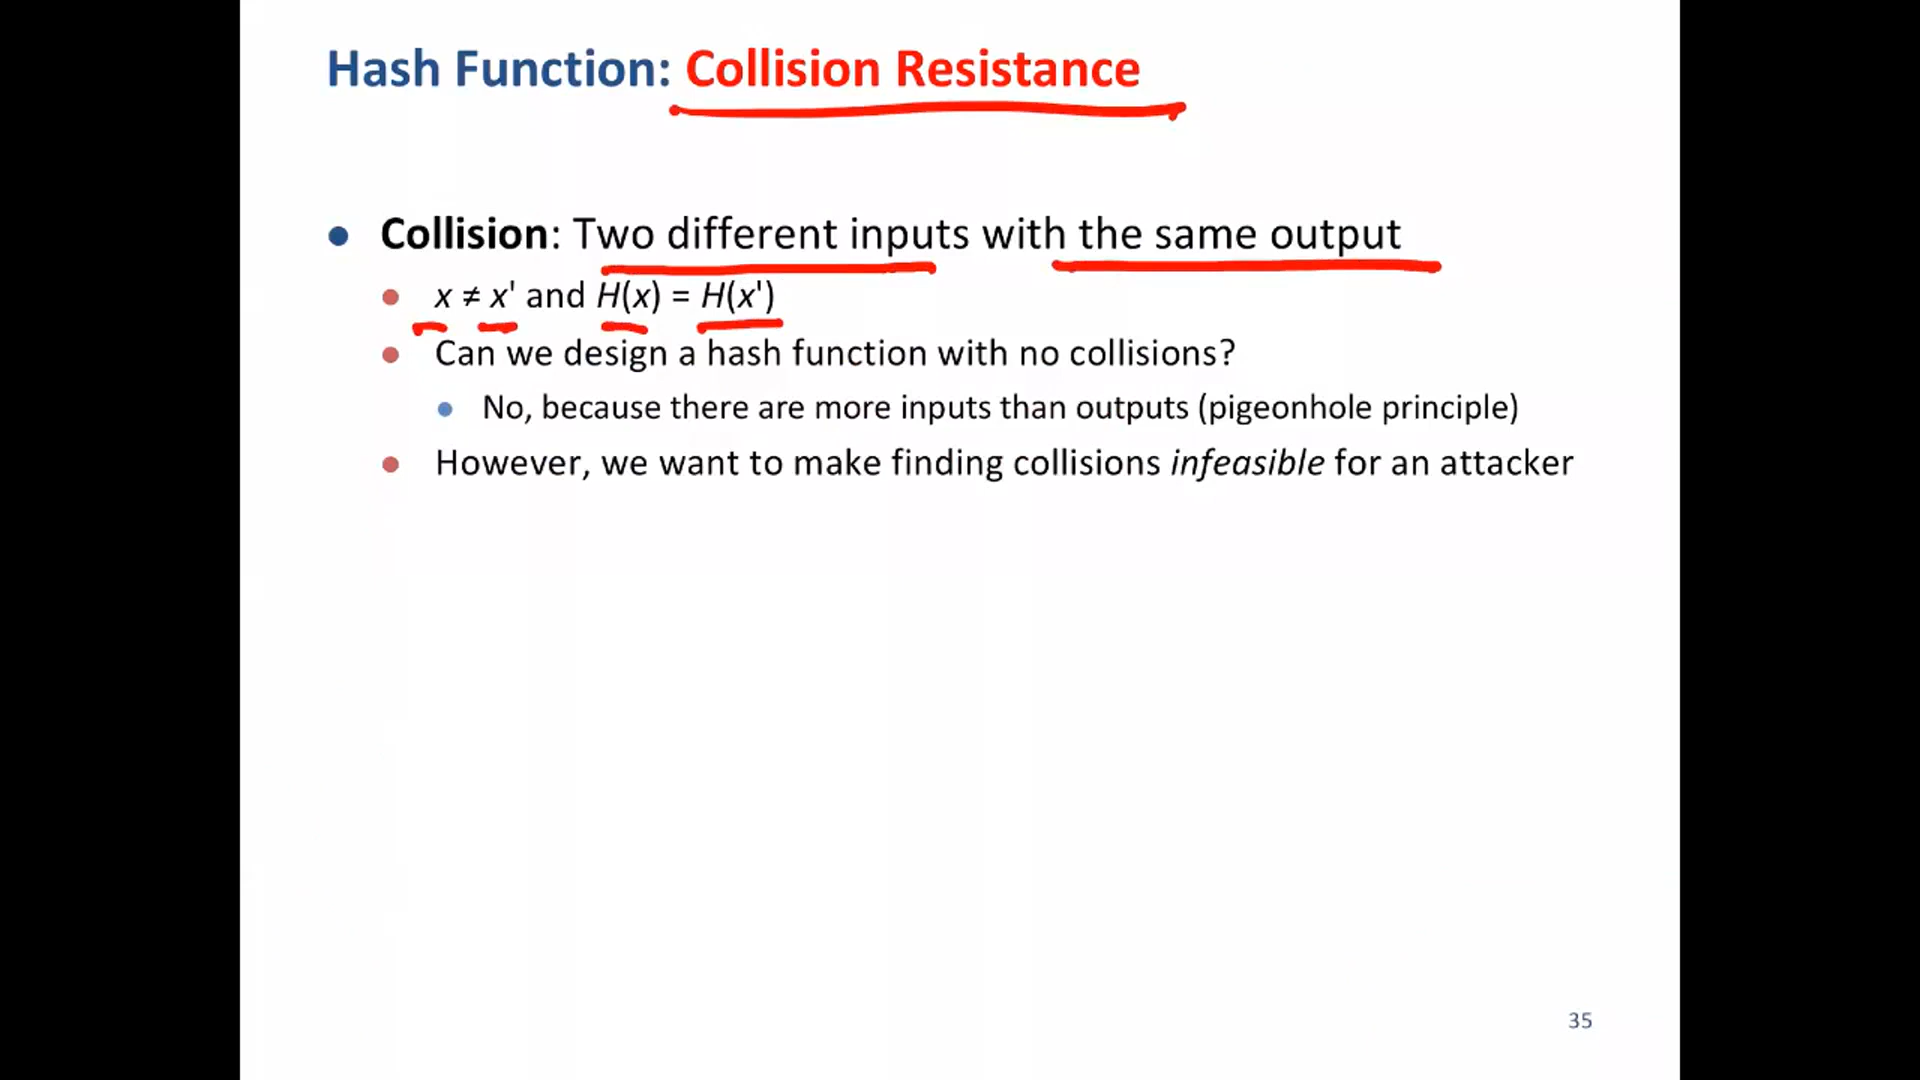 Hash Function: Collision Resistance
• Collision: Two different inputs with the same output
• x ≠ x' and H(x) = H(x')
• Can we design a hash function with no collisions?
• No, because there are more inputs than outputs (pigeonhole principle)
• However, we want to make finding collisions infeasible for an attacker
35